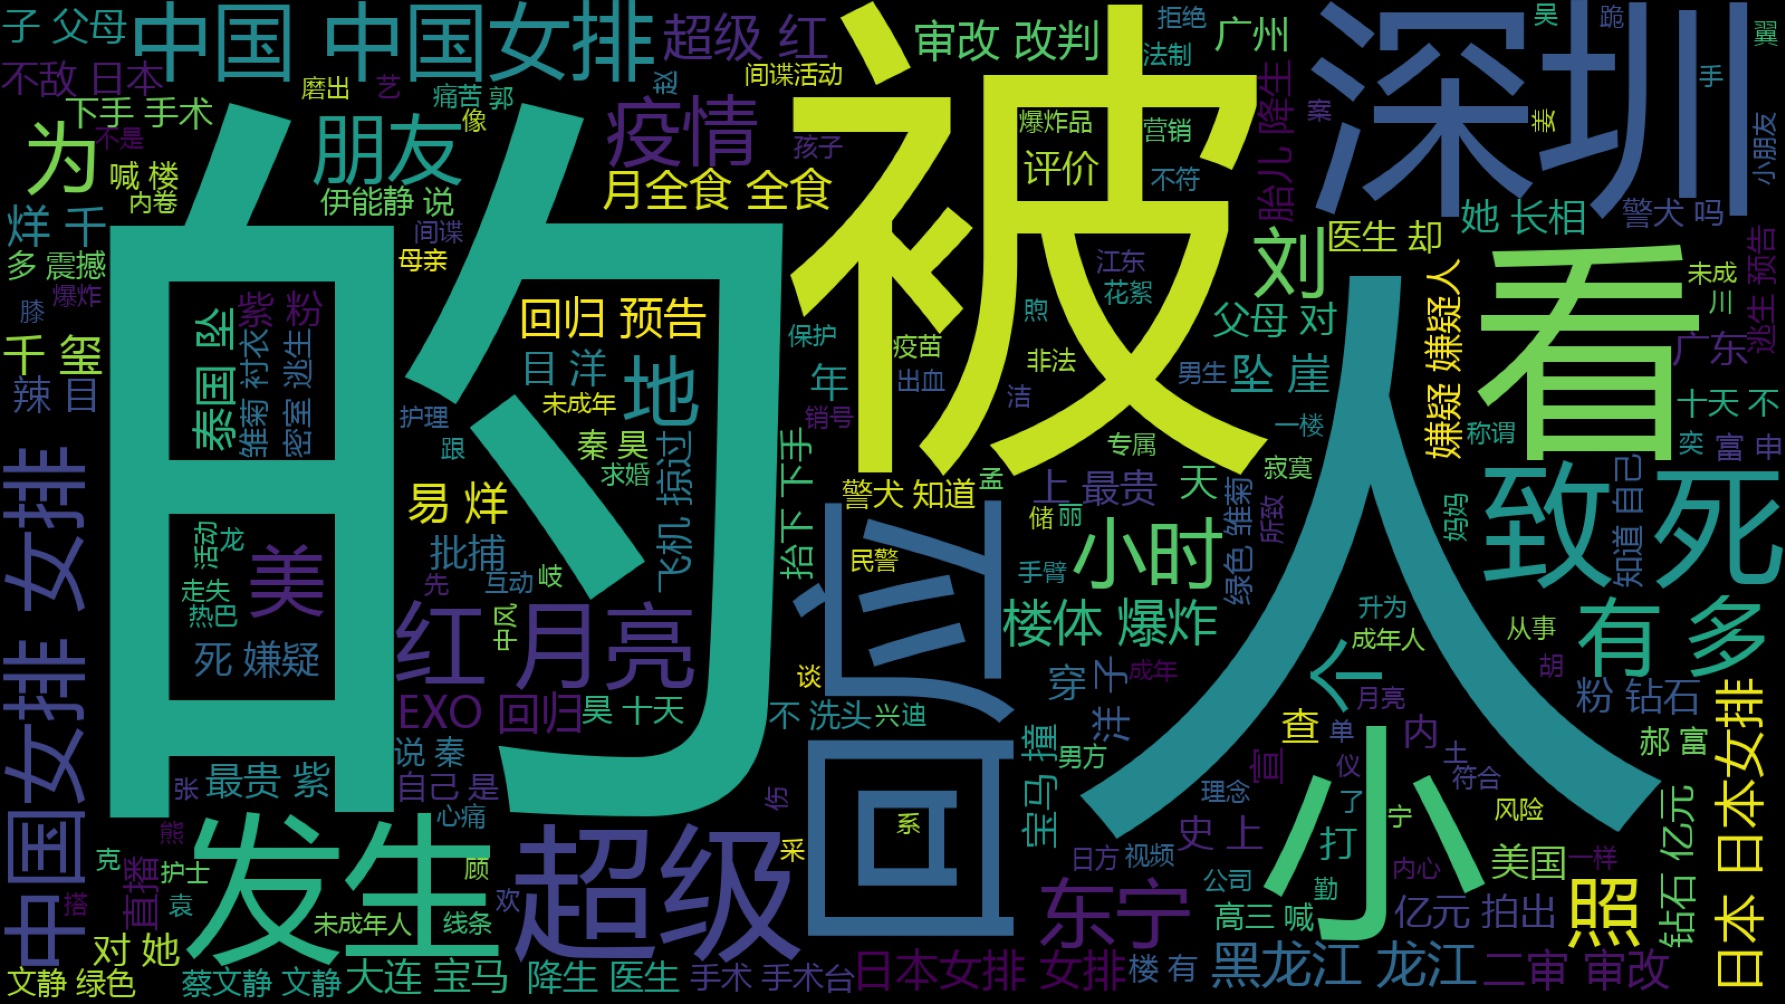 子 父母
中国 中国女排
超级 红
审改 改判
拒绝
广州
深圳
吴
跪
翼
不敌 日本
磨出
艺
痛苦 郭
赵
间谍活动
法制
手
下手 手术
不是
像
朋友
疫情
孩子
爆炸品
营销
胎儿 降生
案
姜
小朋友
为
喊 楼
内卷
伊能静 说
月全食 全食
评价
不符
被
的
烊 千
间谍
母亲
她 长相
警犬 吗
医生 却
刘
看
多 震撼
爆炸
膝
紫 粉
泰国 坠
雏菊 衬衣
密室 逃生
回归 预告
江东
花絮
煦
保护
嫌疑 嫌疑人
未成
川
逃生 预告
千 玺
目 洋
地
疫苗
非法
父母 对
广东
辣 目
未成年
年
出血
洁
男生
坠 崖
十天 不
护理
跟
秦 昊
求婚
飞机 掠过
销号
抬下 下手
专属
一楼
称谓
奕
富 申
人
易 烊
警犬 知道
孟
上 最贵
天
寂寞
中国女排 女排
活动
龙
美
批捕
先
互动
岐
归
民警
储
丽
小时
手臂
绿色 雏菊
所致
妈妈
致 死
知道 自己
走失
热巴
死 嫌疑
红 月亮
中风
楼体 爆炸
升为
成年人
从事
胡
有 多
EXO 回归
昊 十天
谈
不 洗头
兴迪
穿
子
洋
成年
个
月亮
粉 钻石
日本 日本女排
说 秦
最贵 紫
张
自己 是
回
宝马 撞
男方
查
单
内
土
仪
符合
郝 富
宣
心痛
伤
系
理念
了
宁
风险
钻石 亿元
熊
克
护士
直播
袁
搭
发生
顾
超级
采
欢
史 上
打
小
日方
视频
内心
美国
一样
公司
勤
未成年人
线条
东宁
高三 喊
亿元 拍出
照
对 她
文静 绿色
蔡文静 文静
大连 宝马
降生 医生
手术 手术台
日本女排 女排
楼 有
黑龙江 龙江
二审 审改